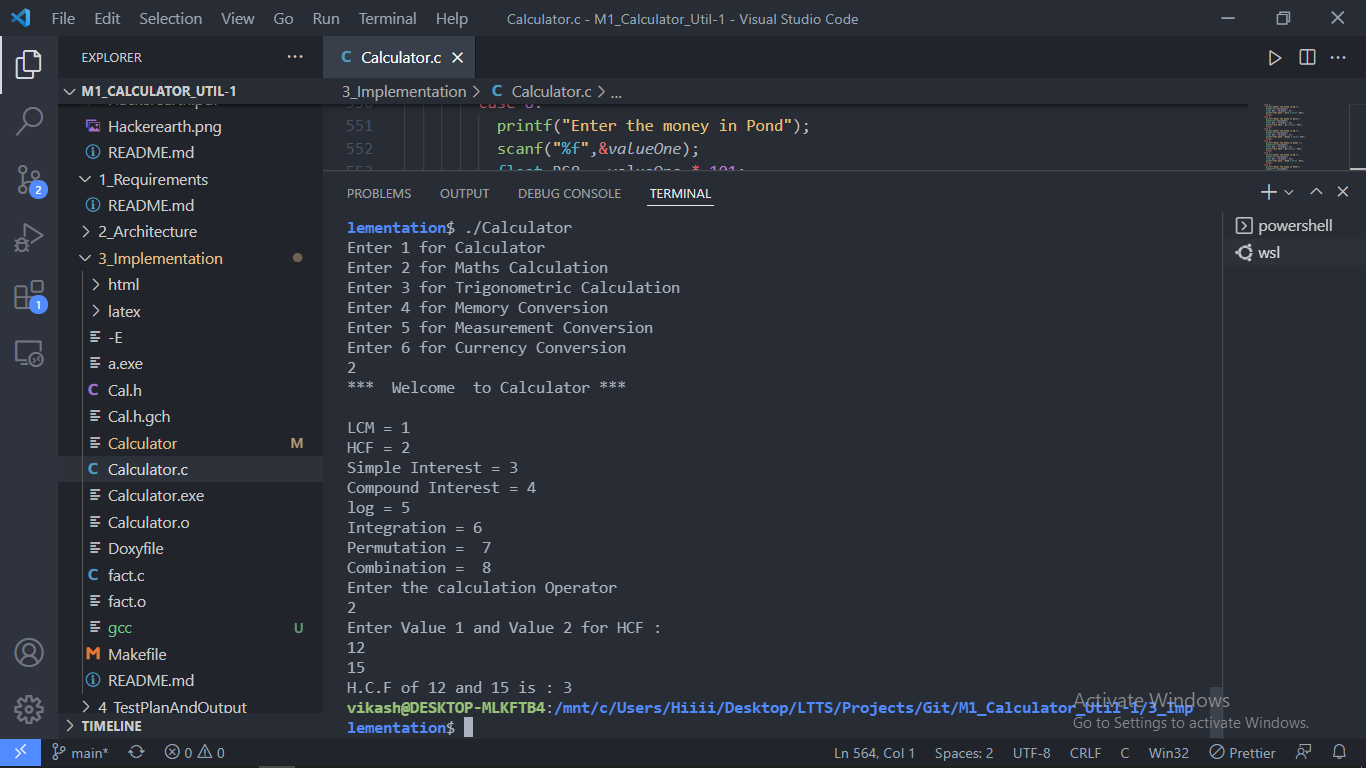 File Edit Selection View Go Run Terminal Help Calculator.c - M1_Calculator_Util-1 - Visual Studio Code
EXPLORER
Calculator.c
M1_CALCULATOR_UTIL-1
3_Implementation > Calculator.c > ...
Hackerearth.png
README.md
1_Requirements
README.md
2_Architecture
3_Implementation
html
latex
-E
a.exe
Cal.h
Cal.h.gch
Calculator M
Calculator.c
Calculator.exe
Calculator.o
Doxyfile
fact.c
fact.o
gcc U
Makefile
README.md
4_TestPlanAndOutput
TIMELINE
2
1
551 printf("Enter the money in Pond");
552 scanf("%f",&valueOne);
PROBLEMS OUTPUT DEBUG CONSOLE TERMINAL
powershell
wsl
lementation$ ./Calculator
Enter 1 for Calculator
Enter 2 for Maths Calculation
Enter 3 for Trigonometric Calculation
Enter 4 for Memory Conversion
Enter 5 for Measurement Conversion
Enter 6 for Currency Conversion
2
***  Welcome  to Calculator ***
LCM = 1
HCF = 2
Simple Interest = 3
Compound Interest = 4
log = 5
Integration = 6
Permutation =  7
Combination =  8
Enter the calculation Operator
2
Enter Value 1 and Value 2 for HCF :
12
15
H.C.F of 12 and 15 is : 3
vikash@DESKTOP-MLKFTB4:/mnt/c/Users/Hiiii/Desktop/LTTS/Projects/Git/M1_Calculator_Util-1/3_Imp
lementation$
Activate Windows
Go to Settings to activate Windows.
main* 0 0 Ln 564, Col 1 Spaces: 2 UTF-8 CRLF C Win32 Prettier